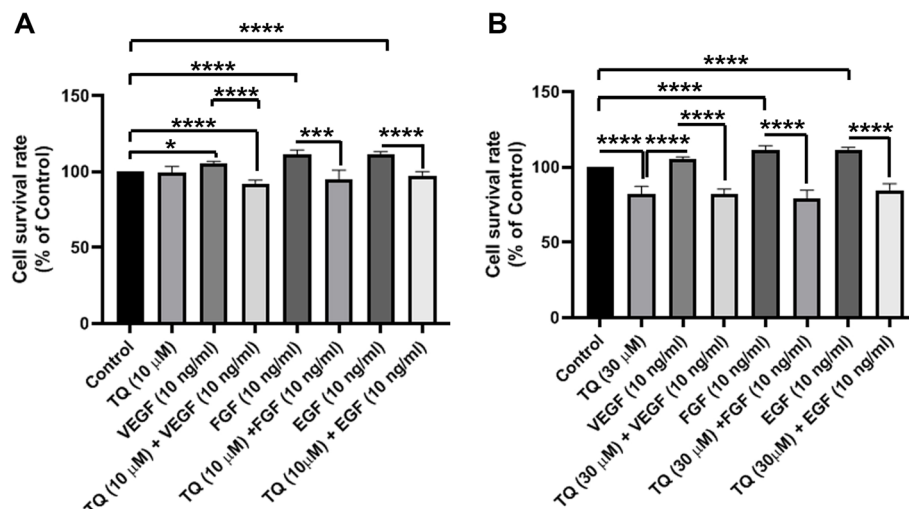 A
****
****
****
****
*
***
****
150
100
50
0
Cell survival rate
(% of Control)
Control
TQ (10 μM)
VEGF (10 ng/ml)
TQ (10 μM) + VEGF (10 ng/ml)
FGF (10 ng/ml)
TQ (10 μM) +FGF (10 ng/ml)
EGF (10 ng/ml)
TQ (10μM) + EGF (10 ng/ml)
B
****
****
****
****
****
****
****
150
100
50
0
Cell survival rate
(% of Control)
Control
TQ (30 μM)
VEGF (10 ng/ml)
TQ (30 μM) + VEGF (10 ng/ml)
FGF (10 ng/ml)
TQ (30 μM) +FGF (10 ng/ml)
EGF (10 ng/ml)
TQ (30μM) + EGF (10 ng/ml)